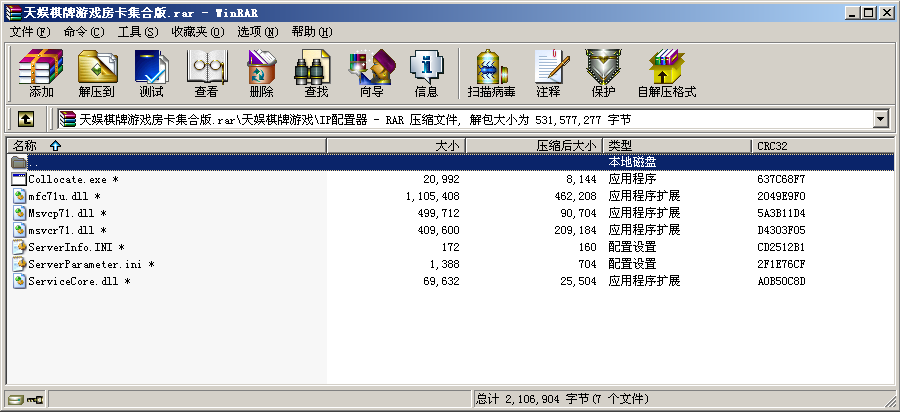 天娱棋牌游戏房卡集合版.rar - WinRAR
文件(F) 命令(C) 工具(S) 收藏夹(O) 选项(N) 帮助(H)
添加 解压到 测试 查看 删除 查找 向导 信息 扫描病毒 注释 保护 自解压格式
天娱棋牌游戏房卡集合版.rar\天娱棋牌游戏\IP配置器 - RAR 压缩文件, 解包大小为 531,577,277 字节
名称 大小 压缩后大小 类型 CRC32
.. 本地磁盘
Collocate.exe * 20,992 8,144 应用程序 637C68F7
mfc71u.dll * 1,105,408 462,208 应用程序扩展 2049E9F0
Msvcp71.dll * 499,712 90,704 应用程序扩展 5A3B11D4
msvcr71.dll * 409,600 209,184 应用程序扩展 D4303F05
ServerInfo.INI * 172 160 配置设置 CD2512B1
ServerParameter.ini * 1,388 704 配置设置 2F1E76CF
ServiceCore.dll * 69,632 25,504 应用程序扩展 A0B50C8D
总计 2,106,904 字节(7 个文件)